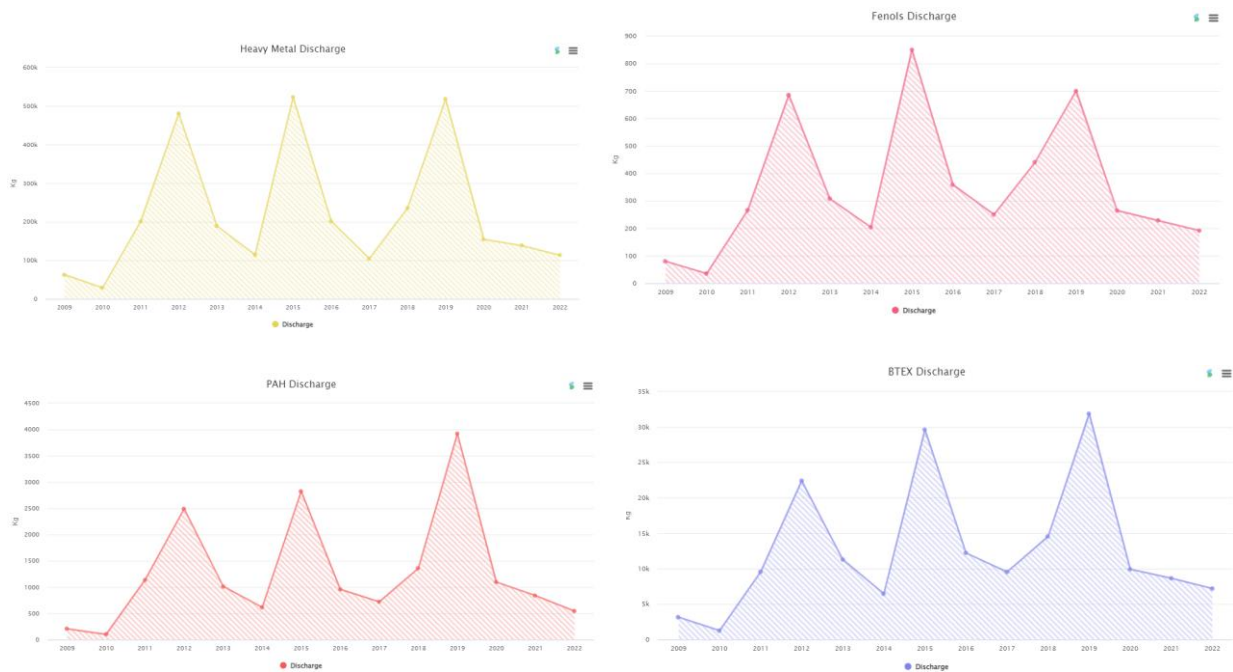 Heavy Metal Discharge
600k
500k
400k
300k
200k
100k
0
Kg
2009 2010 2011 2012 2013 2014 2015 2016 2017 2018 2019 2020 2021 2022
Discharge
Fenols Discharge
900
800
700
600
500
400
300
200
100
0
Kg
2009 2010 2011 2012 2013 2014 2015 2016 2017 2018 2019 2020 2021 2022
Discharge
PAH Discharge
4500
4000
3500
3000
2500
2000
1500
1000
500
0
Kg
2009 2010 2011 2012 2013 2014 2015 2016 2017 2018 2019 2020 2021 2022
Discharge
BTEX Discharge
35k
30k
25k
20k
15k
10k
5k
0
Kg
2009 2010 2011 2012 2013 2014 2015 2016 2017 2018 2019 2020 2021 2022
Discharge